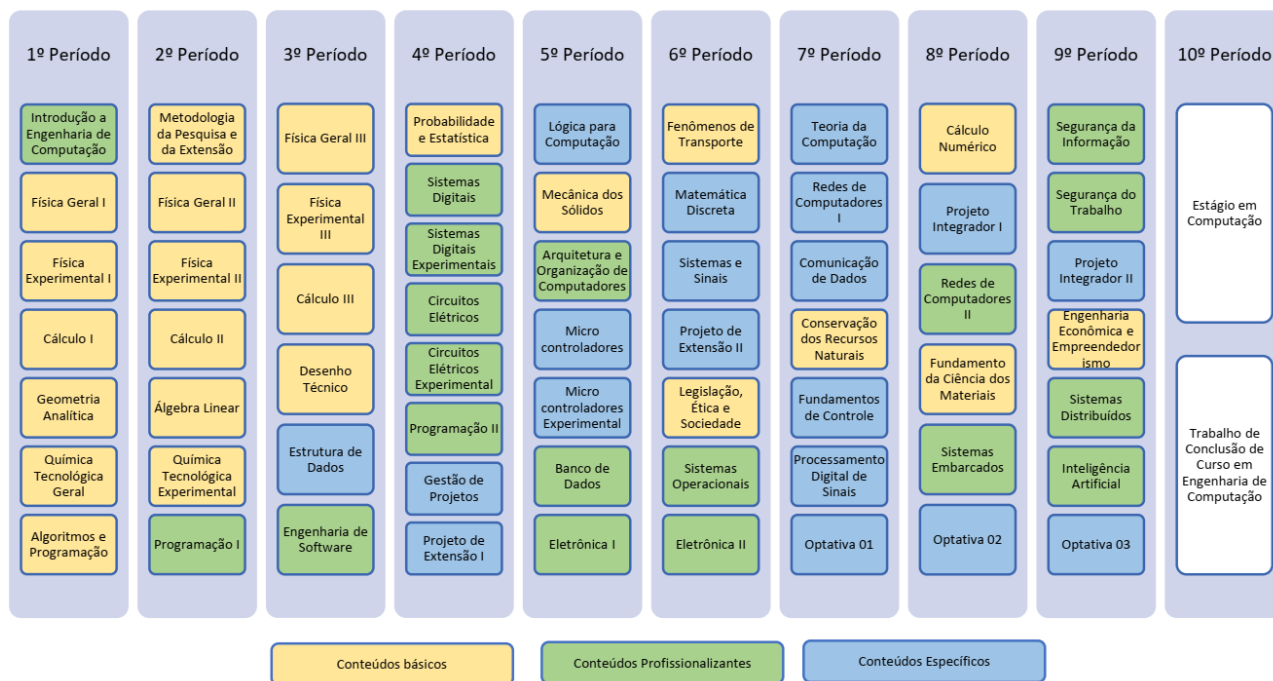 1º Período
Introdução a
Engenharia de
Computação
Física Geral I
Física
Experimental I
Cálculo I
Geometria
Analítica
Química
Tecnológica
Geral
Algoritmos e
Programação
2º Período
Metodologia
da Pesquisa e
da Extensão
Física Geral II
Física
Experimental II
Cálculo II
Álgebra Linear
Química
Tecnológica
Experimental
Programação I
3º Período
Física Geral III
Física
Experimental
III
Cálculo III
Desenho
Técnico
Estrutura de
Dados
Engenharia de
Software
4º Período
Probabilidade
e Estatística
Sistemas
Digitais
Sistemas
Digitais
Experimentais
Circuitos
Elétricos
Circuitos
Elétricos
Experimental
Programação II
Gestão de
Projetos
Projeto de
Extensão I
5º Período
Lógica para
Computação
Mecânica dos
Sólidos
Arquitetura e
Organização de
Computadores
Micro
controladores
Micro
controladores
Experimental
Banco de
Dados
Eletrônica I
6º Período
Fenômenos de
Transporte
Matemática
Discreta
Sistemas e
Sinais
Projeto de
Extensão II
Legislação,
Ética e
Sociedade
Sistemas
Operacionais
Eletrônica II
7º Período
Teoria da
Computação
Redes de
Computadores
I
Comunicação
de Dados
Conservação
dos Recursos
Naturais
Fundamentos
de Controle
Processamento
Digital de
Sinais
Optativa 01
8º Período
Cálculo
Numérico
Projeto
Integrador I
Redes de
Computadores
II
Fundamento
da Ciência dos
Materiais
Sistemas
Embarcados
Optativa 02
9º Período
Segurança da
Informação
Segurança do
Trabalho
Projeto
Integrador II
Engenharia
Econômica e
Empreendedor
ismo
Sistemas
Distribuídos
Inteligência
Artificial
Optativa 03
10º Período
Estágio em
Computação
Trabalho de
Conclusão de
Curso em
Engenharia de
Computação
Conteúdos básicos
Conteúdos Profissionalizantes
Conteúdos Específicos